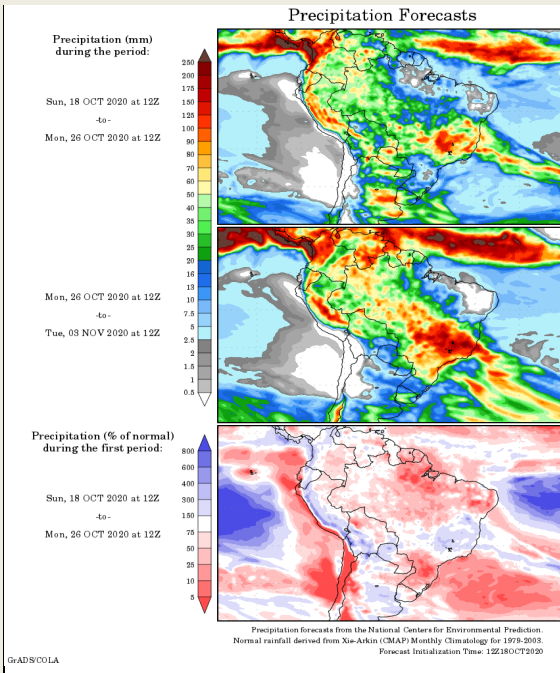 Precipitation Forecasts
Precipitation (mm)
during the period:
Sun, 18 OCT 2020 at 12Z
-to-
Mon, 26 OCT 2020 at 12Z
250
200
175
150
125
100
90
80
70
60
50
40
35
30
25
20
16
13
10
7.5
5
2.5
2
1.5
1
0.5
Mon, 26 OCT 2020 at 12Z
-to-
Tue, 03 NOV 2020 at 12Z
Precipitation (% of normal)
during the first period:
Sun, 18 OCT 2020 at 12Z
-to-
Mon, 26 OCT 2020 at 12Z
800
600
400
300
150
75
50
25
10
5
Precipitation forecasts from the National Centers for Environmental Prediction.
Normal rainfall derived from Xie-Arkin (CMAP) Monthly Climatology for 1979-2003.
Forecast Initialization Time: 12Z18OCT2020
GrADS/COLA